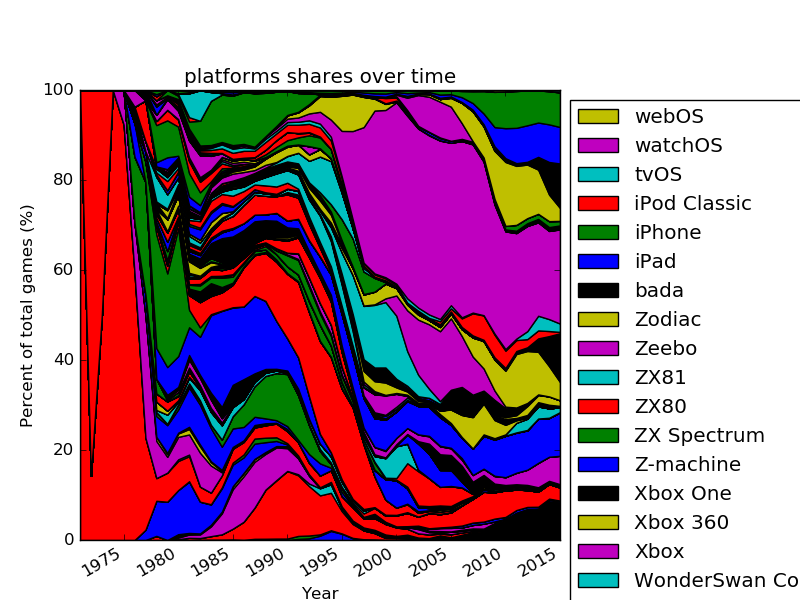 platforms shares over time
100
80
60
40
20
0
Percent of total games (%)
1975
1980
1985
1990
1995
2000
2005
2010
2015
Year
webOS
watchOS
tvOS
iPod Classic
iPhone
iPad
bada
Zodiac
Zeebo
ZX81
ZX80
ZX Spectrum
Z-machine
Xbox One
Xbox 360
Xbox
WonderSwan Co